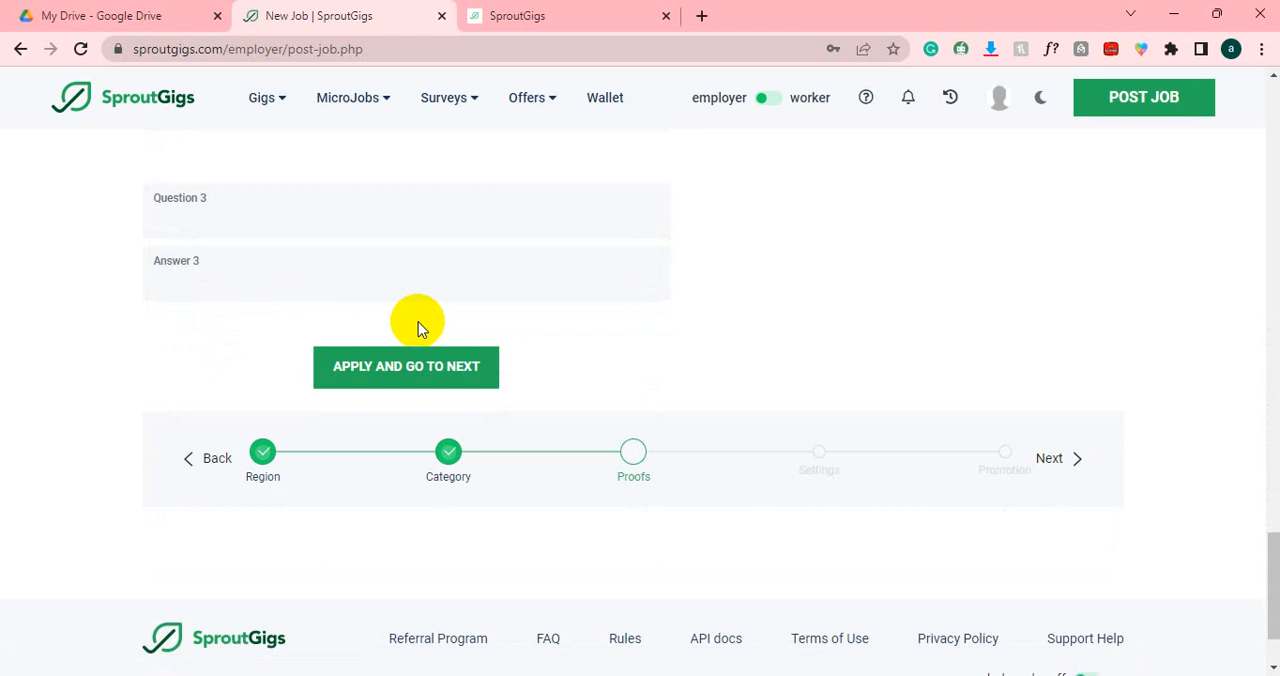 My Drive - Google Drive
New Job | SproutGigs
SproutGigs
sproutgigs.com/employer/post-job.php
SproutGigs
Gigs
MicroJobs
Surveys
Offers
Wallet
employer
worker
POST JOB
Question 3
Answer 3
APPLY AND GO TO NEXT
Back
Region
Category
Proofs
Settings
Promotion
Next
SproutGigs
Referral Program
FAQ
Rules
API docs
Terms of Use
Privacy Policy
Support Help